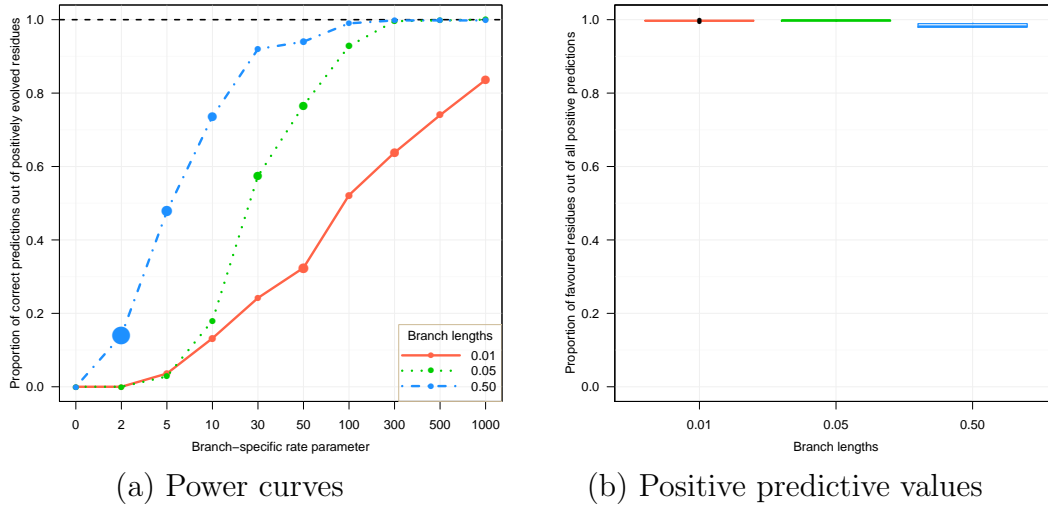 Proportion of correct predictions out of positively evolved residues
1.0
0.8
0.6
0.4
0.2
0.0
0 2 5 10 30 50 100 300 500 1000
Branch−specific rate parameter
Branch lengths
0.01
0.05
0.50
(a) Power curves
Proportion of favoured residues out of all positive predictions
1.0
0.8
0.6
0.4
0.2
0.0
0.01 0.05 0.50
Branch lengths
(b) Positive predictive values